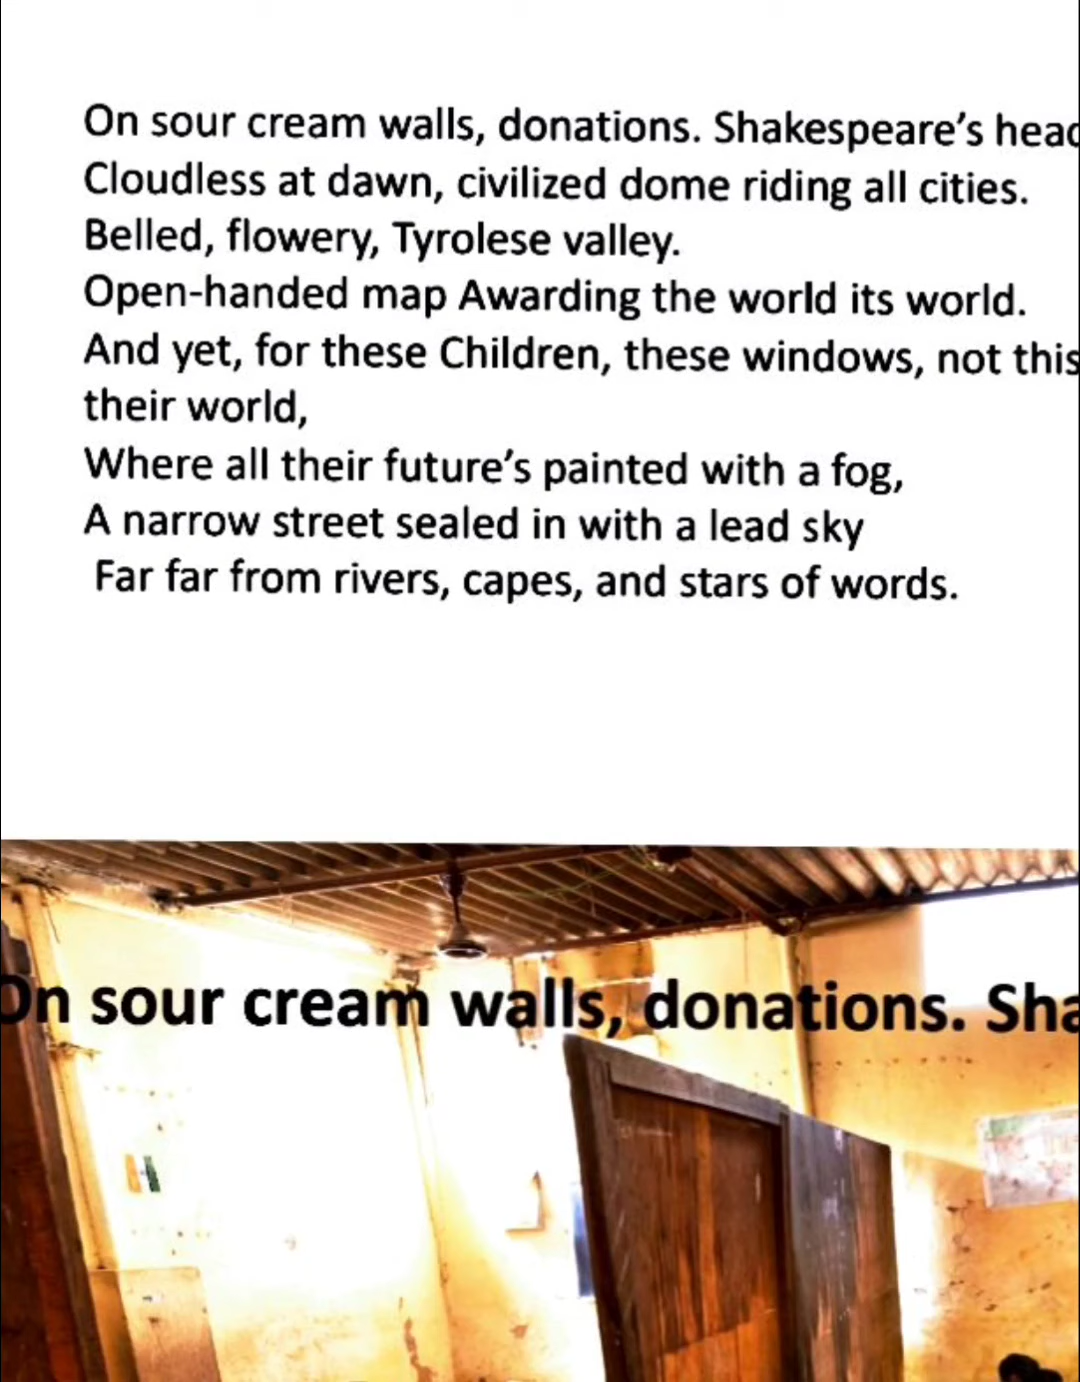 On sour cream walls, donations. Shakespeare's head
Cloudless at dawn, civilized dome riding all cities.
Belled, flowery, Tyrolese valley.
Open-handed map Awarding the world its world.
And yet, for these Children, these windows, not this
their world,
Where all their future's painted with a fog,
A narrow street sealed in with a lead sky
Far far from rivers, capes, and stars of words.
On sour cream walls, donations. Sha